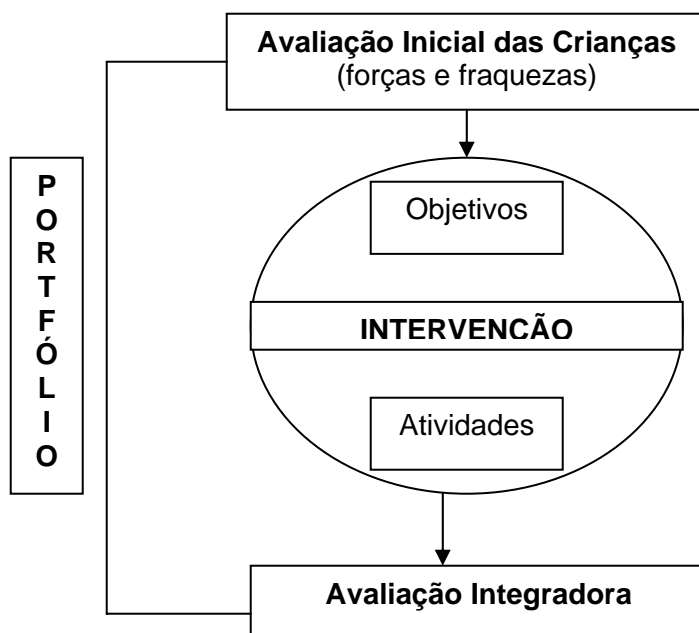 Avaliação Inicial das Crianças
(forças e fraquezas)
P
O
R
T
F
Ó
L
I
O
Objetivos
INTERVENÇÃO
Atividades
Avaliação Integradora